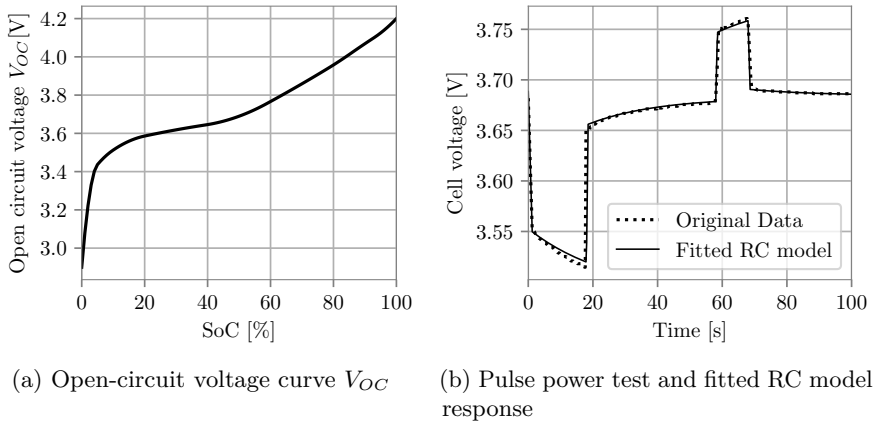 4.2
4.0
3.8
3.6
3.4
3.2
3.0
Open circuit voltage V_OC [V]
0 20 40 60 80 100
SoC [%]
(a) Open-circuit voltage curve V_OC
3.75
3.70
3.65
3.60
3.55
Cell voltage [V]
Original Data
Fitted RC model
0 20 40 60 80 100
Time [s]
(b) Pulse power test and fitted RC model
response